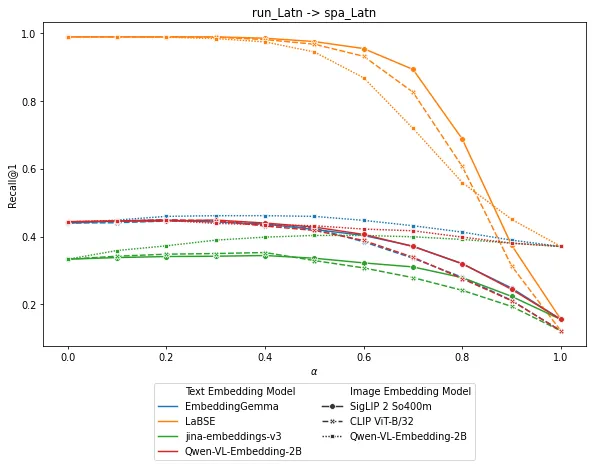 run_Latn -> spa_Latn
Recall@1
1.0
0.8
0.6
0.4
0.2
0.0 0.2 0.4 0.6 0.8 1.0
α
Text Embedding Model Image Embedding Model
EmbeddingGemma SigLIP 2 So400m
LaBSE CLIP ViT-B/32
jina-embeddings-v3 Qwen-VL-Embedding-2B
Qwen-VL-Embedding-2B